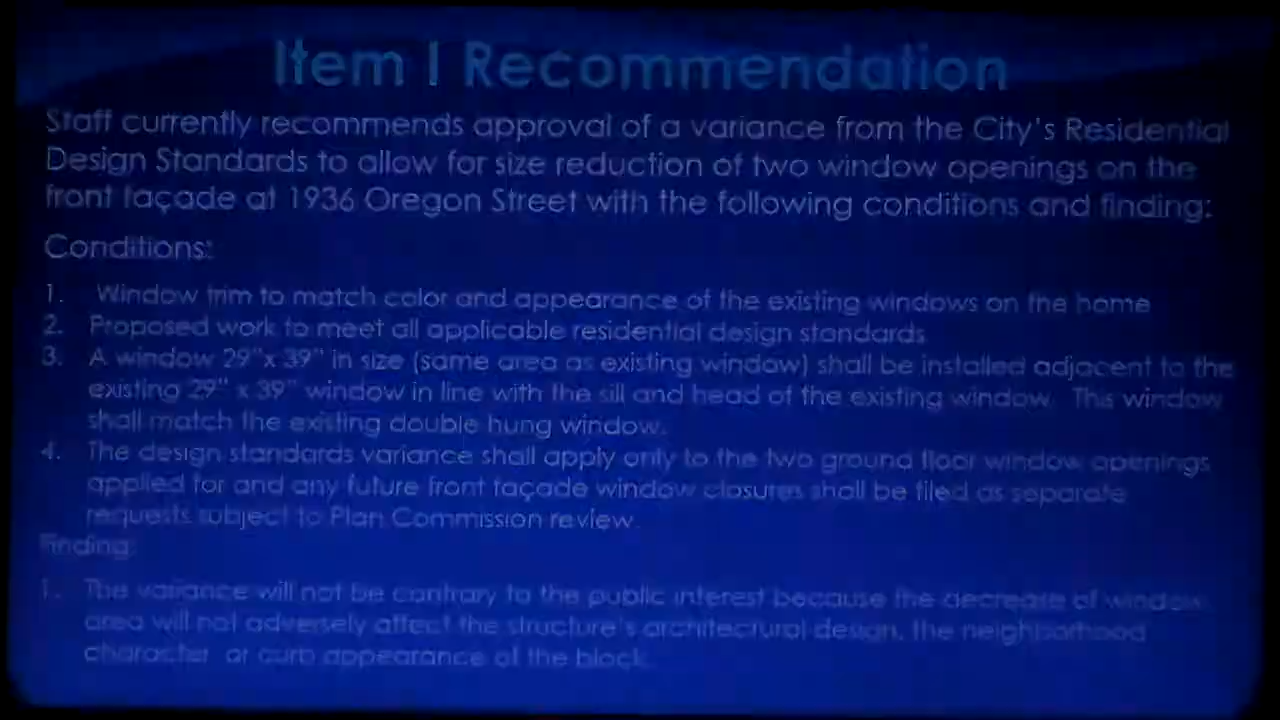 Item I Recommendation
Staff currently recommends approval of a variance from the City's Residential
Design Standards to allow for size reduction of two window openings on the
front façade at 1936 Oregon Street with the following conditions and finding:
Conditions:
1. Window trim to match color and appearance of the existing windows on the home
2. Proposed work to meet all applicable residential design standards
3. A window 29"x 39" in size (same area as existing window) shall be installed adjacent to the
existing 29" x 39" window in line with the sill and head of the existing window. This window
shall match the existing double hung window.
4. The design standards variance shall apply only to the two ground floor window openings
applied for and any future front façade window closures shall be filed as separate
requests subject to Plan Commission review.
Finding:
1. The variance will not be contrary to the public interest because the decrease of window
area will not adversely affect the structure's architectural design, the neighborhood
character or curb appearance of the block.